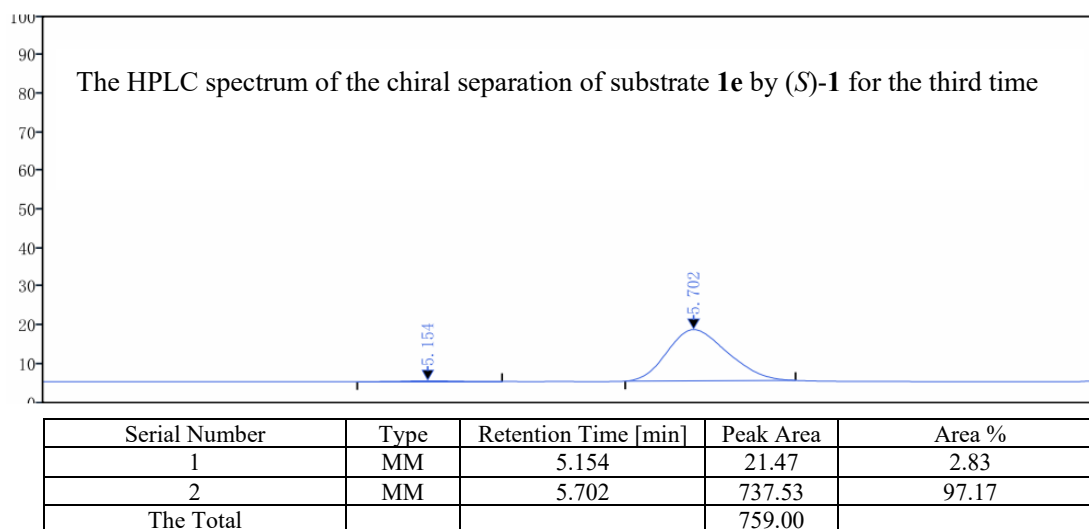 100
90
The HPLC spectrum of the chiral separation of substrate 1e by (S)-1 for the third time
80
70
60
50
40
30
5.702
20
5.154
10
0
Serial Number Type Retention Time [min] Peak Area Area %
1 MM 5.154 21.47 2.83
2 MM 5.702 737.53 97.17
The Total 759.00